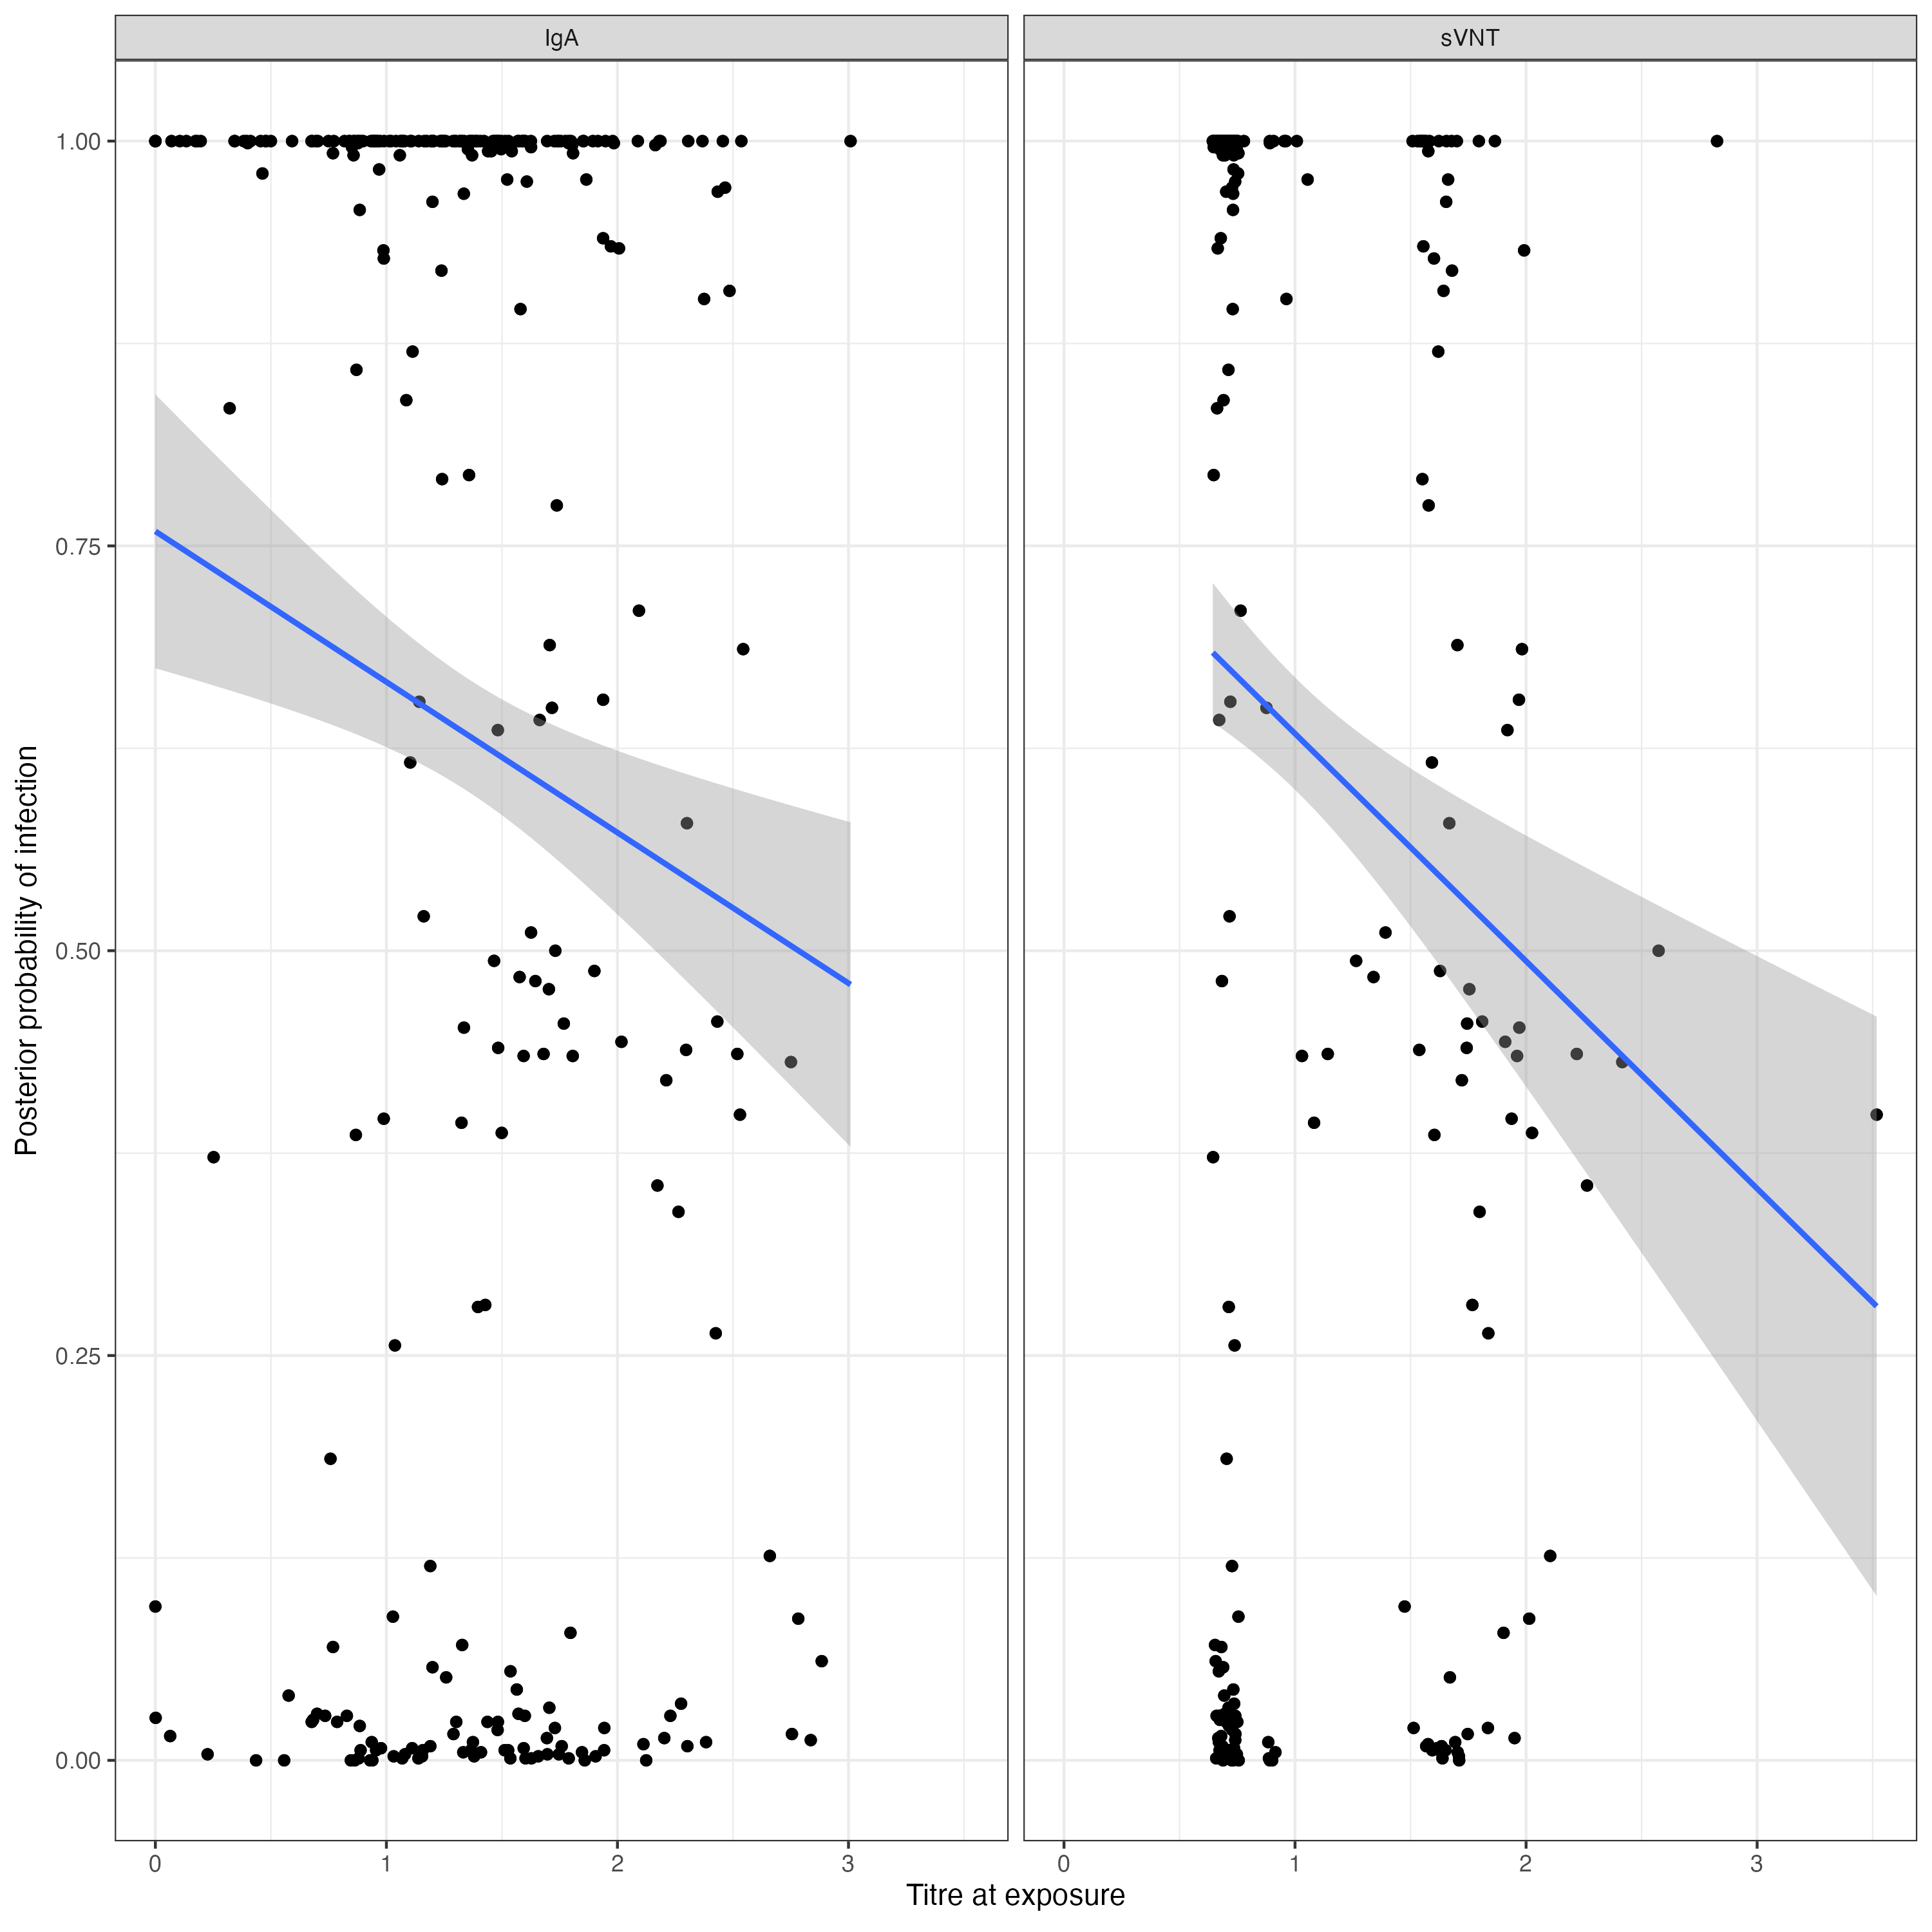 IgA
sVNT
Posterior probability of infection
1.00
0.75
0.50
0.25
0.00
0 1 2 3
0 1 2 3
Titre at exposure